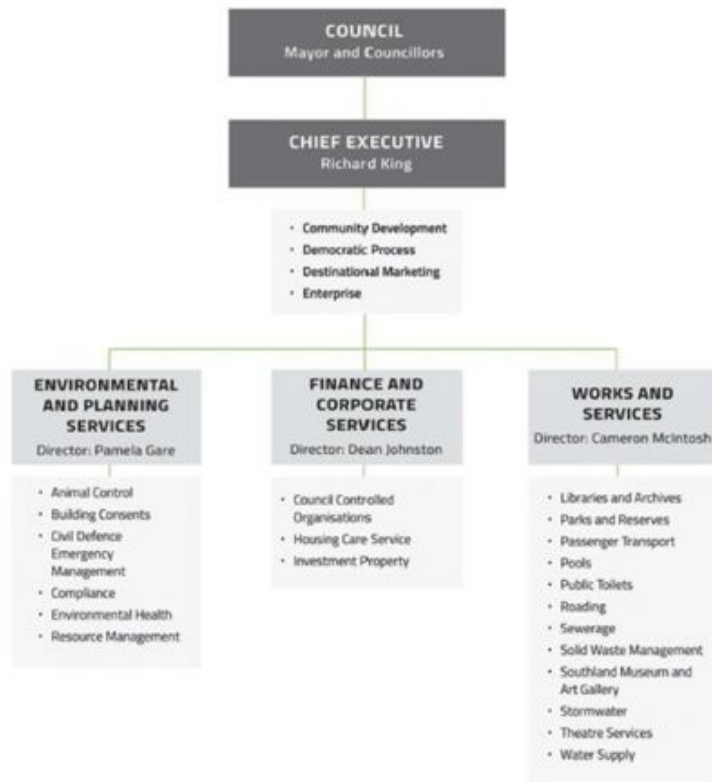 COUNCIL
Mayor and Councillors
CHIEF EXECUTIVE
Richard King
• Community Development
• Democratic Process
• Destinational Marketing
• Enterprise
ENVIRONMENTAL
AND PLANNING
SERVICES
Director: Pamela Gare
• Animal Control
• Building Consents
• Civil Defence
Emergency
Management
• Compliance
• Environmental Health
• Resource Management
FINANCE AND
CORPORATE
SERVICES
Director: Dean Johnston
• Council Controlled
Organisations
• Housing Care Service
• Investment Property
WORKS AND
SERVICES
Director: Cameron McIntosh
• Libraries and Archives
• Parks and Reserves
• Passenger Transport
• Pools
• Public Toilets
• Roading
• Sewerage
• Solid Waste Management
• Southland Museum and
Art Gallery
• Stormwater
• Theatre Services
• Water Supply